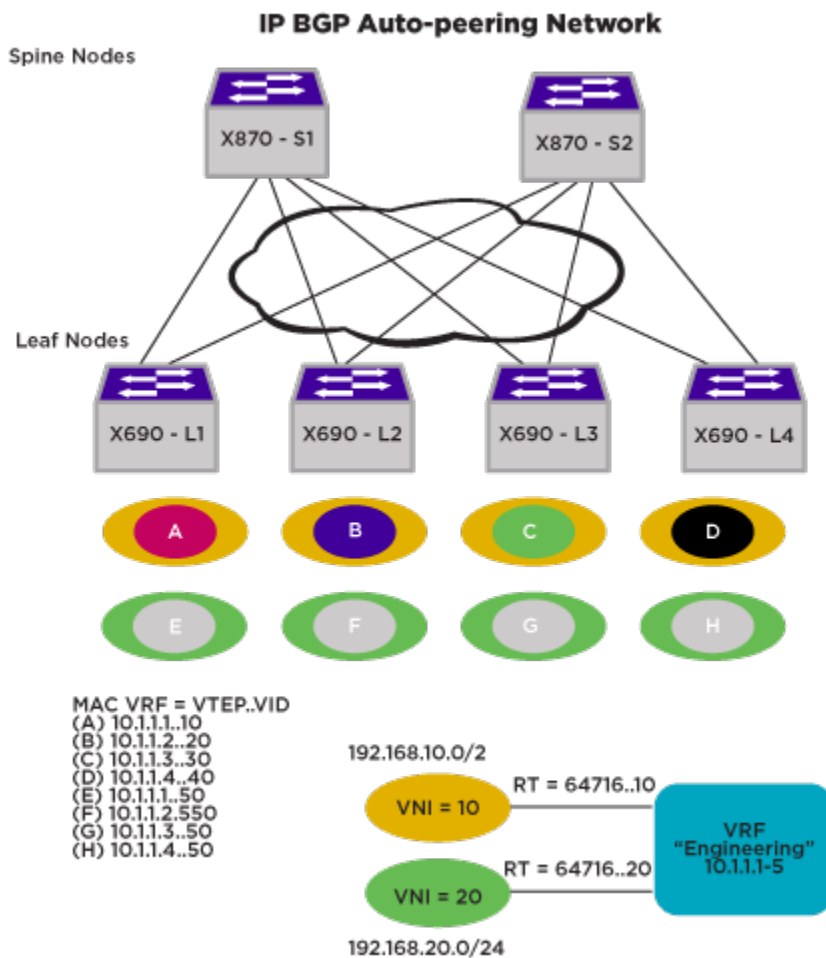 IP BGP Auto-peering Network
Spine Nodes
X870 - S1
X870 - S2
Leaf Nodes
X690 - L1
X690 - L2
X690 - L3
X690 - L4
A
B
C
D
E
F
G
H
MAC VRF = VTEP..VID
(A) 10.1.1.1..10
(B) 10.1.1.2..20
(C) 10.1.1.3..30
(D) 10.1.1.4..40
(E) 10.1.1.1..50
(F) 10.1.1.2.550
(G) 10.1.1.3..50
(H) 10.1.1.4..50
192.168.10.0/2
VNI = 10
RT = 64716..10
VRF
"Engineering"
10.1.1.1-5
RT = 64716..20
VNI = 20
192.168.20.0/24